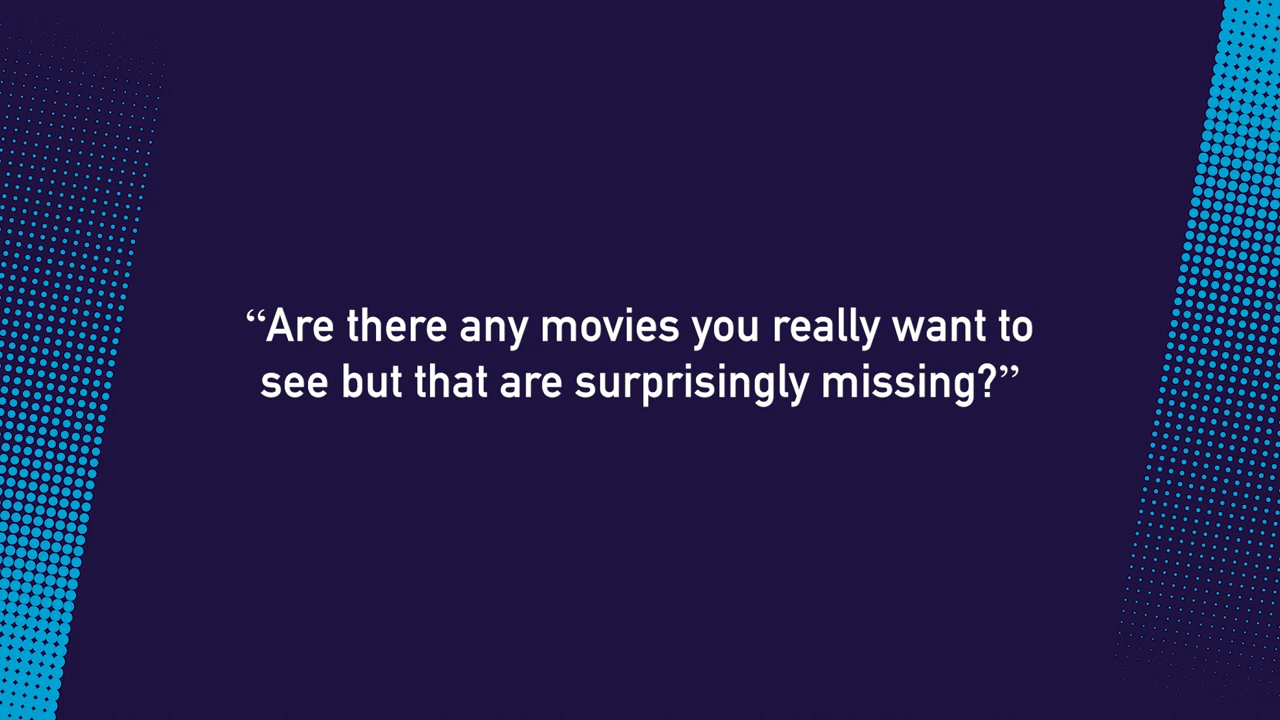 “Are there any movies you really want to
see but that are surprisingly missing?”